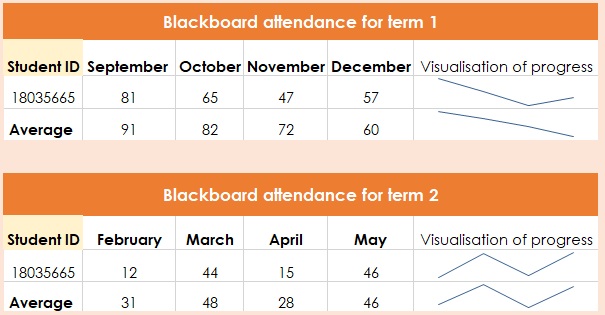 Blackboard attendance for term 1
Student ID September October November December Visualisation of progress
18035665 81 65 47 57
Average 91 82 72 60
Blackboard attendance for term 2
Student ID February March April May Visualisation of progress
18035665 12 44 15 46
Average 31 48 28 46